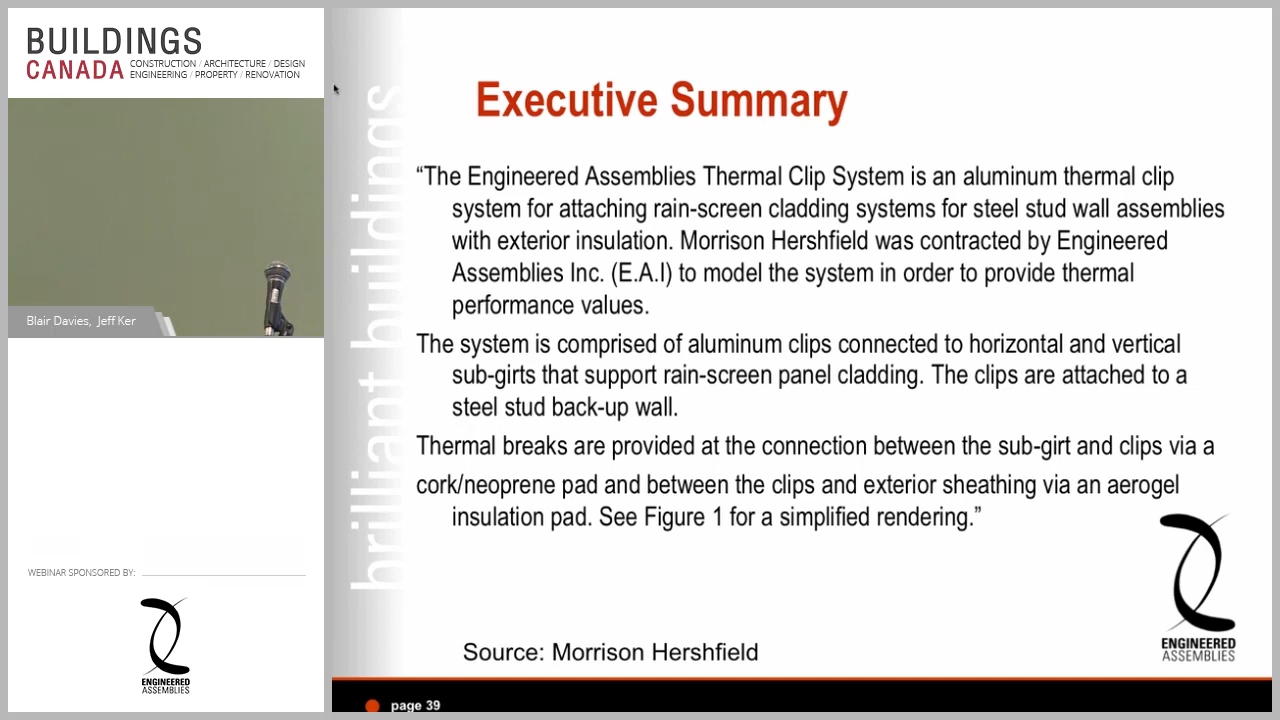 BUILDINGS
CANADA CONSTRUCTION / ARCHITECTURE / DESIGN
ENGINEERING / PROPERTY / RENOVATION
Blair Davies, Jeff Ker
WEBINAR SPONSORED BY:
ENGINEERED
ASSEMBLIES
brilliant buildings
Executive Summary
“The Engineered Assemblies Thermal Clip System is an aluminum thermal clip
system for attaching rain-screen cladding systems for steel stud wall assemblies
with exterior insulation. Morrison Hershfield was contracted by Engineered
Assemblies Inc. (E.A.I) to model the system in order to provide thermal
performance values.
The system is comprised of aluminum clips connected to horizontal and vertical
sub-girts that support rain-screen panel cladding. The clips are attached to a
steel stud back-up wall.
Thermal breaks are provided at the connection between the sub-girt and clips via a
cork/neoprene pad and between the clips and exterior sheathing via an aerogel
insulation pad. See Figure 1 for a simplified rendering.”
Source: Morrison Hershfield
ENGINEERED
ASSEMBLIES
page 39